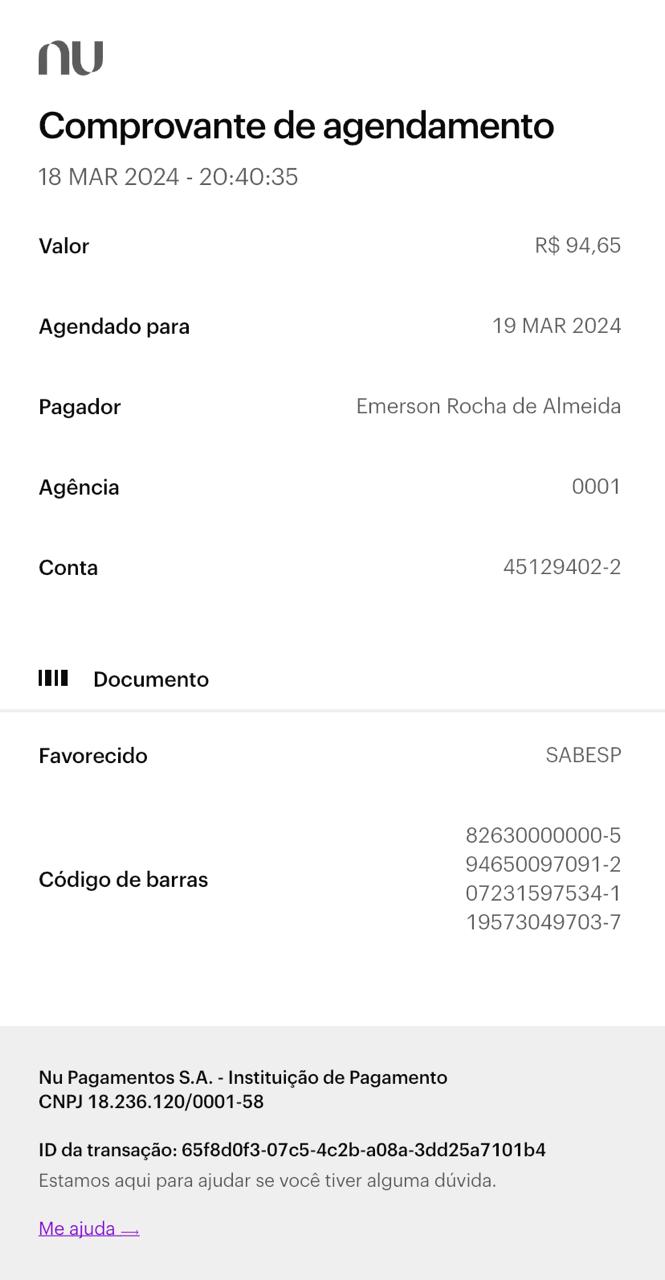 nu
Comprovante de agendamento
18 MAR 2024 - 20:40:35
Valor R$ 94,65
Agendado para 19 MAR 2024
Pagador Emerson Rocha de Almeida
Agência 0001
Conta 45129402-2
Documento
Favorecido SABESP
Código de barras
82630000000-5
94650097091-2
07231597534-1
19573049703-7
Nu Pagamentos S.A. - Instituição de Pagamento
CNPJ 18.236.120/0001-58
ID da transação: 65f8d0f3-07c5-4c2b-a08a-3dd25a7101b4
Estamos aqui para ajudar se você tiver alguma dúvida.
Me ajuda →